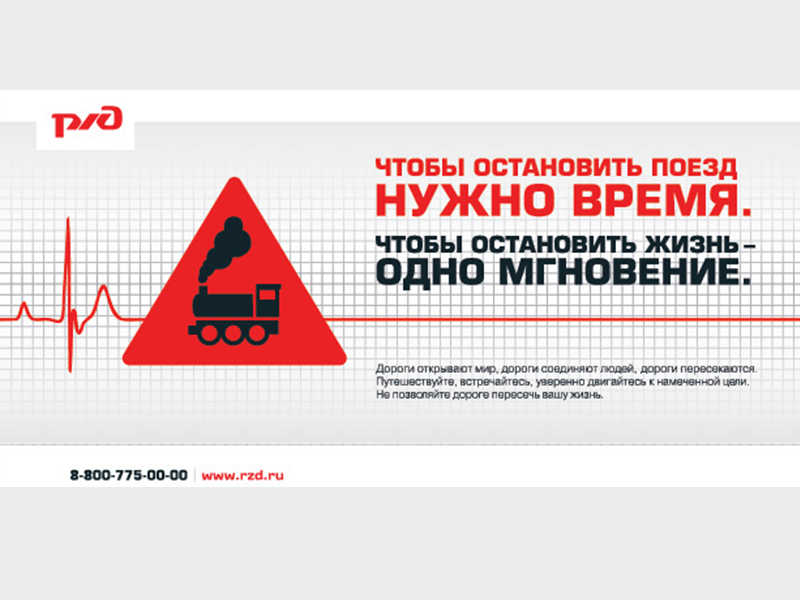 ржд
ЧТОБЫ ОСТАНОВИТЬ ПОЕЗД
НУЖНО ВРЕМЯ.
ЧТОБЫ ОСТАНОВИТЬ ЖИЗНЬ –
ОДНО МГНОВЕНИЕ.
Дороги открывают мир, дороги соединяют людей, дороги пересекаются.
Путешествуйте, встречайтесь, уверенно двигайтесь к намеченной цели.
Не позволяйте дороге пересечь вашу жизнь.
8-800-775-00-00 | www.rzd.ru